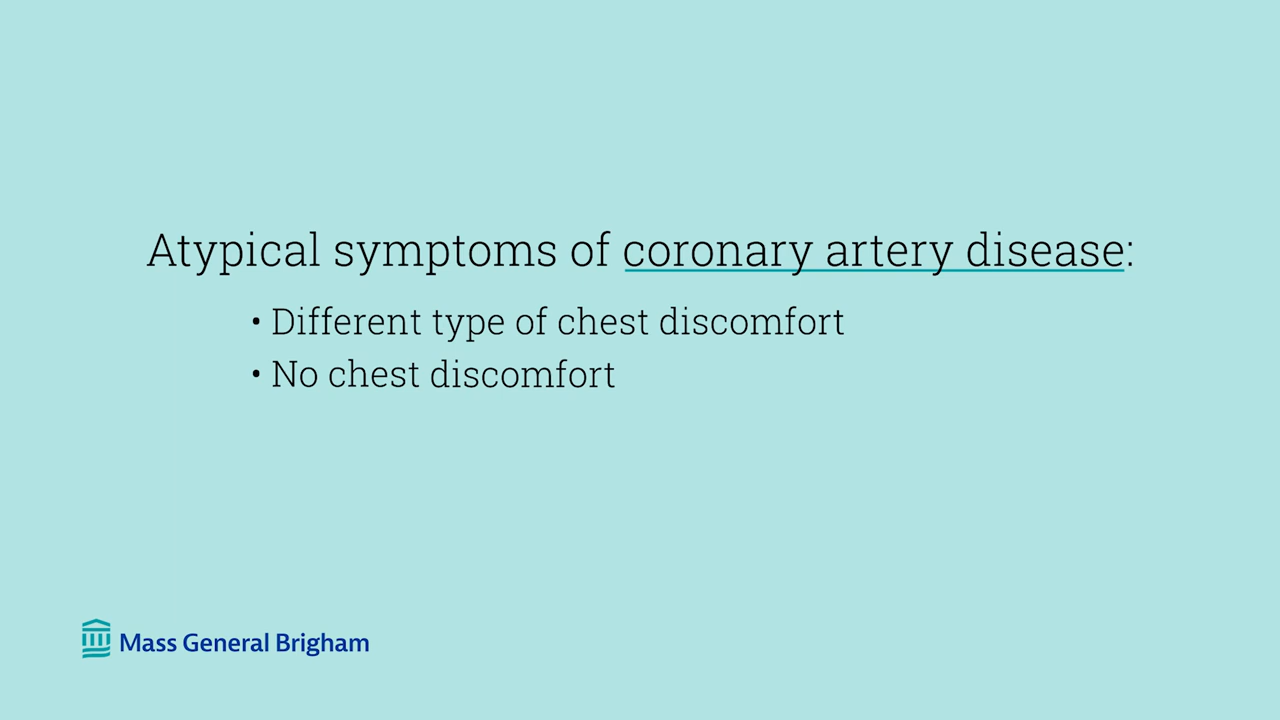 Atypical symptoms of coronary artery disease:
• Different type of chest discomfort
• No chest discomfort
Mass General Brigham